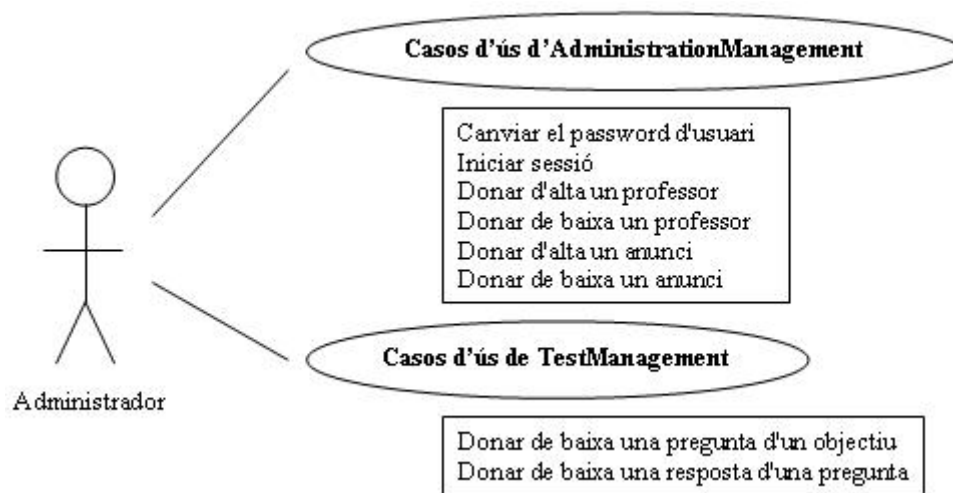 Casos d'ús d'AdministrationManagement
Canviar el password d'usuari
Iniciar sessió
Donar d'alta un professor
Donar de baixa un professor
Donar d'alta un anunci
Donar de baixa un anunci
Casos d'ús de TestManagement
Administrador
Donar de baixa una pregunta d'un objectiu
Donar de baixa una resposta d'una pregunta